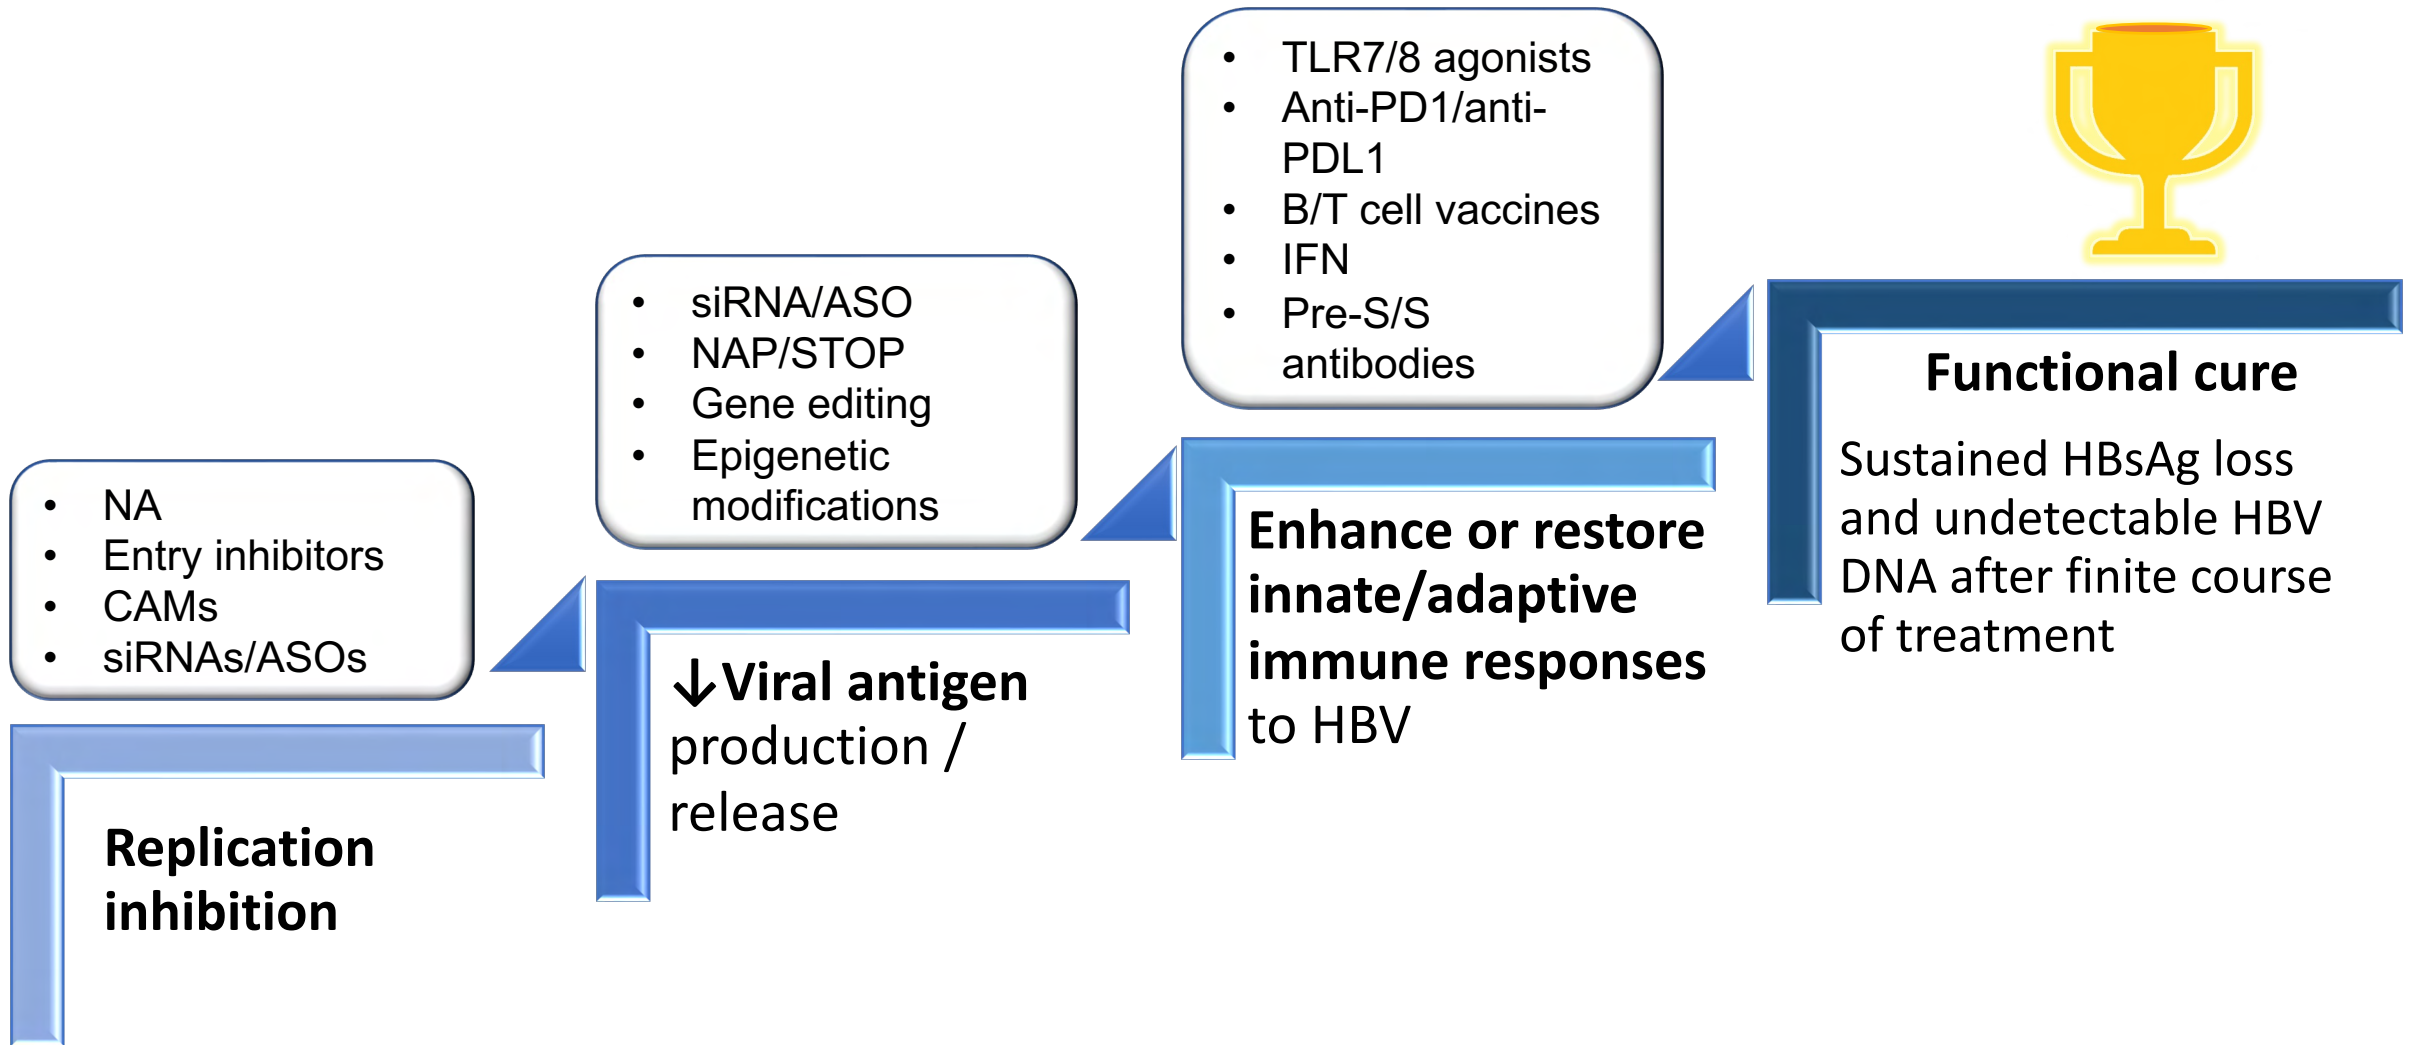 • NA
• Entry inhibitors
• CAMs
• siRNAs/ASOs
Replication
inhibition
• siRNA/ASO
• NAP/STOP
• Gene editing
• Epigenetic
modifications
↓Viral antigen
production /
release
• TLR7/8 agonists
• Anti-PD1/anti-
PDL1
• B/T cell vaccines
• IFN
• Pre-S/S
antibodies
Enhance or restore
innate/adaptive
immune responses
to HBV
Functional cure
Sustained HBsAg loss
and undetectable HBV
DNA after finite course
of treatment